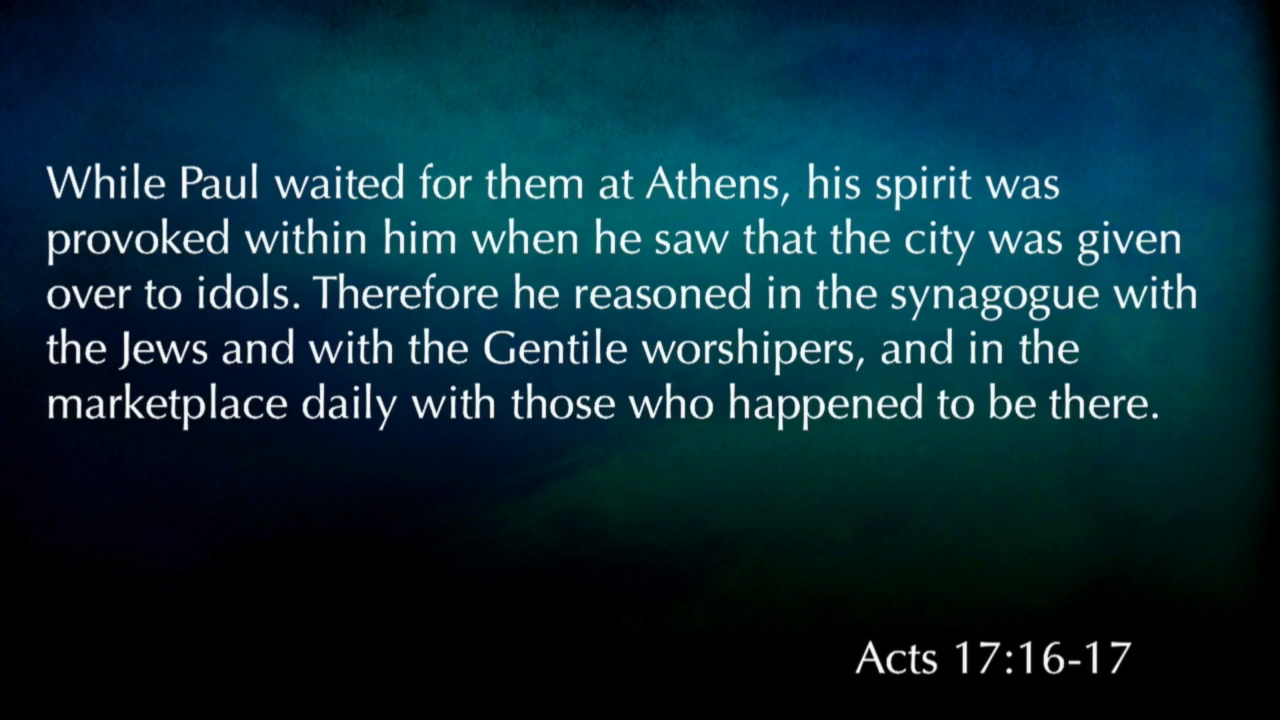 While Paul waited for them at Athens, his spirit was
provoked within him when he saw that the city was given
over to idols. Therefore he reasoned in the synagogue with
the Jews and with the Gentile worshipers, and in the
marketplace daily with those who happened to be there.
Acts 17:16-17